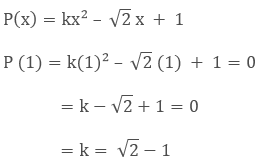 P(x) = kx² – √2 x + 1
P (1) = k(1)² – √2 (1) + 1 = 0
= k – √2 + 1 = 0
= k = √2 – 1